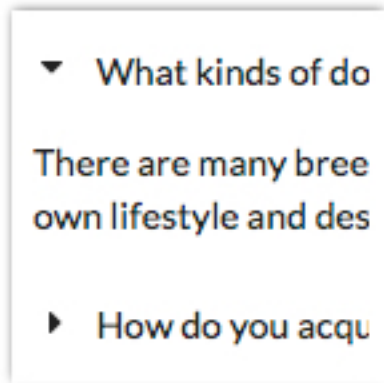 What kinds of do
There are many bree
own lifestyle and des
How do you acqu